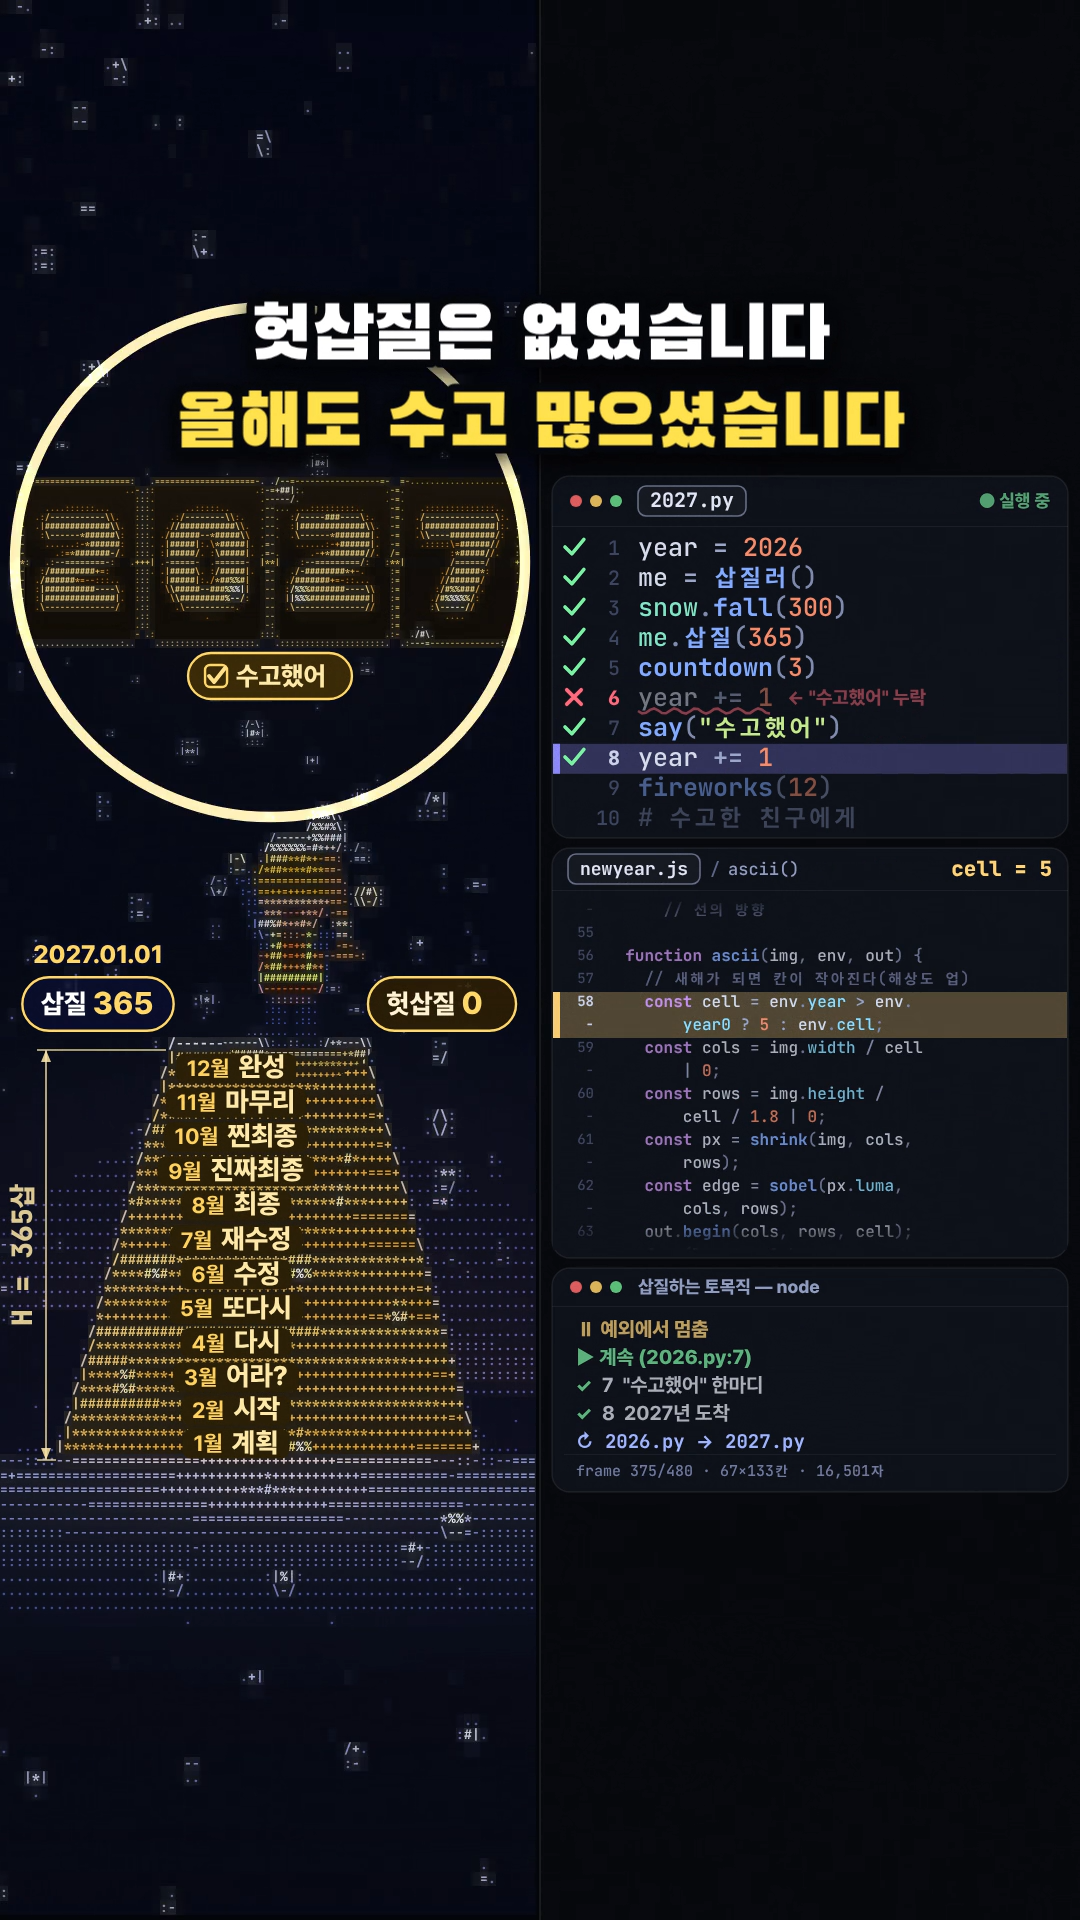 헛삽질은 없었습니다
올해도 수고 많으셨습니다
2027
수고했어
2027.01.01
삽질 365
헛삽질 0
H = 365삽
12월 완성
11월 마무리
10월 찐최종
9월 진짜최종
8월 최종
7월 재수정
6월 수정
5월 또다시
4월 다시
3월 어라?
2월 시작
1월 계획
2027.py
실행 중
1 year = 2026
2 me = 삽질러()
3 snow.fall(300)
4 me.삽질(365)
5 countdown(3)
6 year += 1 ← "수고했어" 누락
7 say("수고했어")
8 year += 1
9 fireworks(12)
10 # 수고한 친구에게
newyear.js / ascii()
cell = 5
- // 선의 방향
55
56 function ascii(img, env, out) {
57 // 새해가 되면 칸이 작아진다(해상도 업)
58 const cell = env.year > env.
- year0 ? 5 : env.cell;
59 const cols = img.width / cell
- | 0;
60 const rows = img.height /
- cell / 1.8 | 0;
61 const px = shrink(img, cols,
- rows);
62 const edge = sobel(px.luma,
- cols, rows);
63 out.begin(cols, rows, cell);
삽질하는 토목직 — node
⏸ 예외에서 멈춤
▶ 계속 (2026.py:7)
✓ 7 "수고했어" 한마디
✓ 8 2027년 도착
↻ 2026.py → 2027.py
frame 375/480 · 67×133칸 · 16,501자